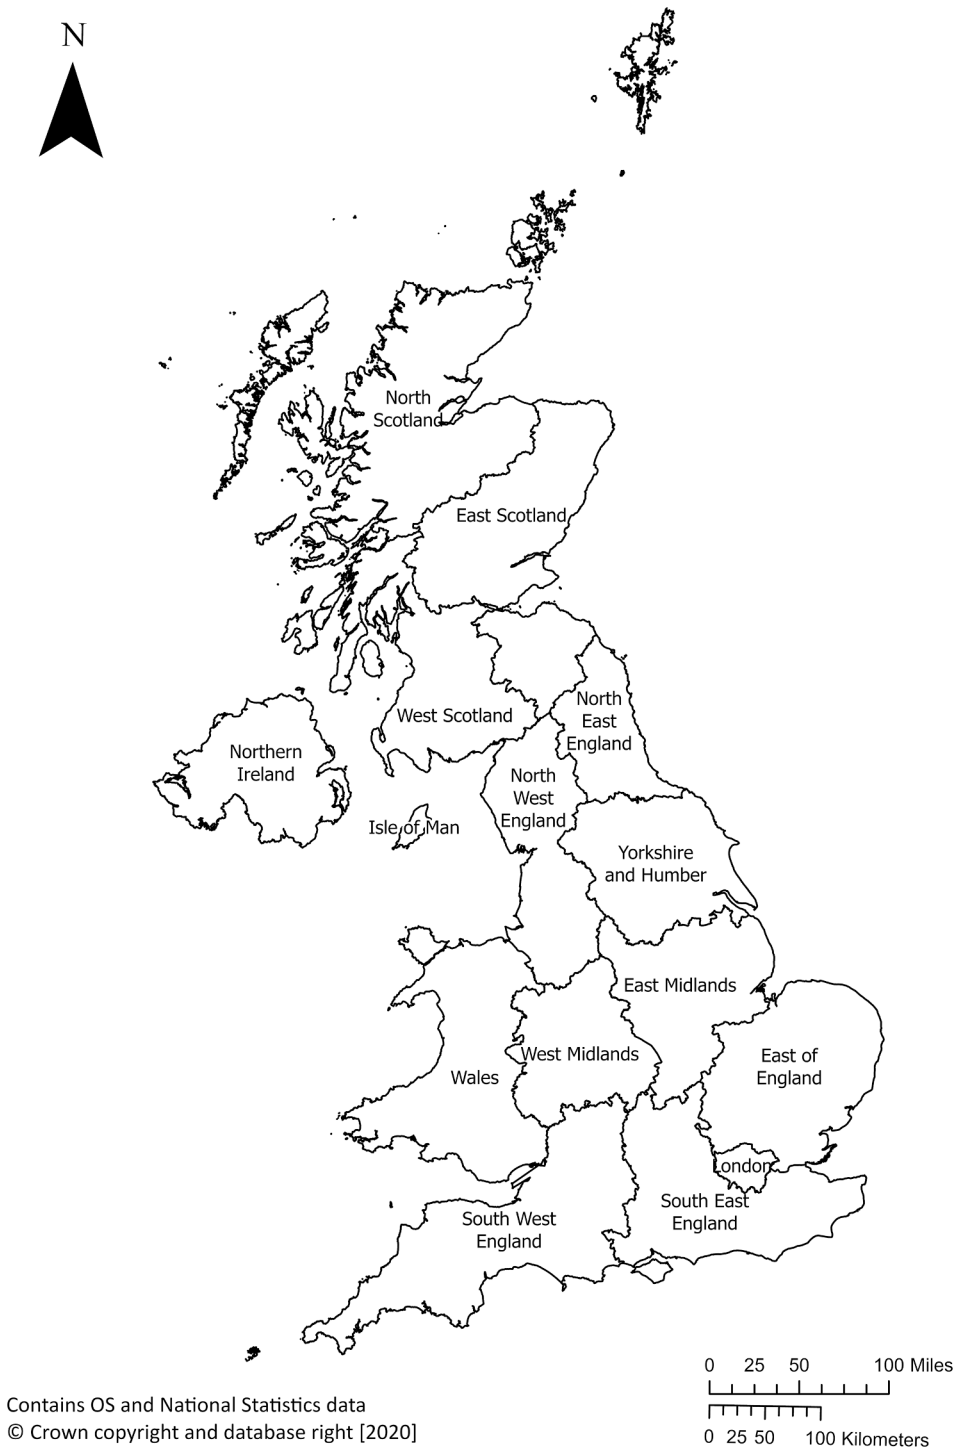 N
North
Scotland
East Scotland
North
East
England
West Scotland
Northern
Ireland
North
West
England
Isle of Man
Yorkshire
and Humber
East Midlands
West Midlands
East of
England
Wales
London
South East
England
South West
England
0 25 50 100 Miles
0 25 50 100 Kilometers
Contains OS and National Statistics data
© Crown copyright and database right [2020]